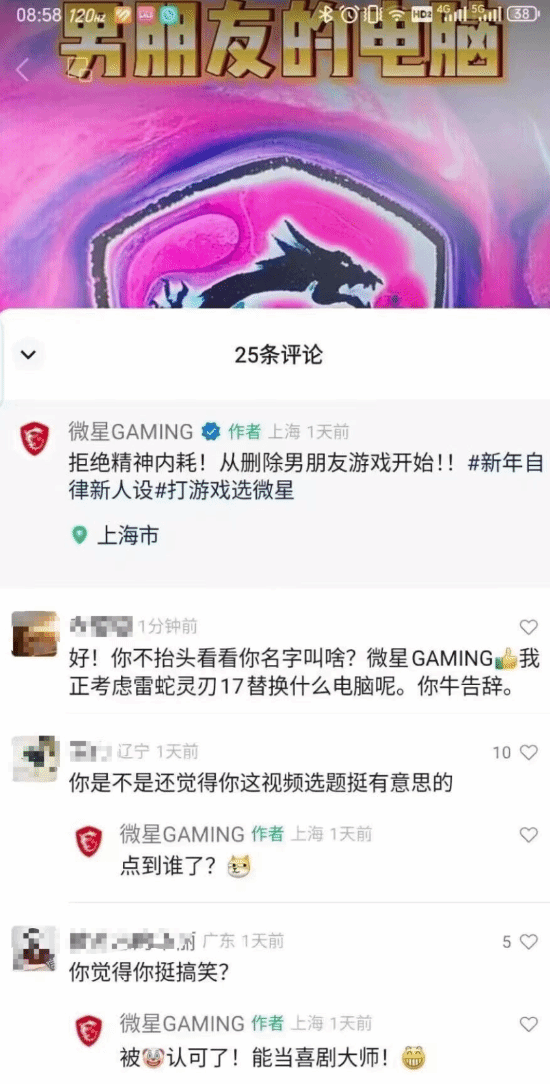 08:58 120HZ HD2 4G 5G 38
男朋友的电脑
25条评论
微星GAMING 作者 上海 1天前
拒绝精神内耗！从删除男朋友游戏开始！！#新年自
律新人设#打游戏选微星
上海市
1分钟前
好！你不抬头看看你名字叫啥？微星GAMING👍我
正考虑雷蛇灵刃17替换什么电脑呢。你牛告辞。
辽宁 1天前
10
你是不是还觉得你这视频选题挺有意思的
微星GAMING 作者 上海 1天前
点到谁了？
广东 1天前
5
你觉得你挺搞笑？
微星GAMING 作者 上海 1天前
被🤡认可了！能当喜剧大师！😁